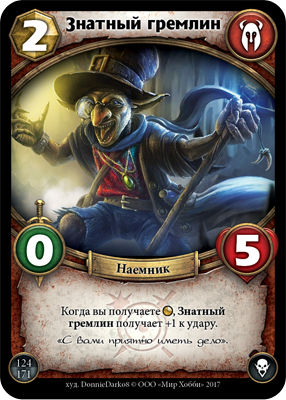 2
Знатный гремлин
0
5
Наемник
Когда вы получаете , Знатный
гремлин получает +1 к удару.
«С вами приятно иметь дело».
124
171
худ. DonnieDarko8 © ООО «Мир Хобби» 2017